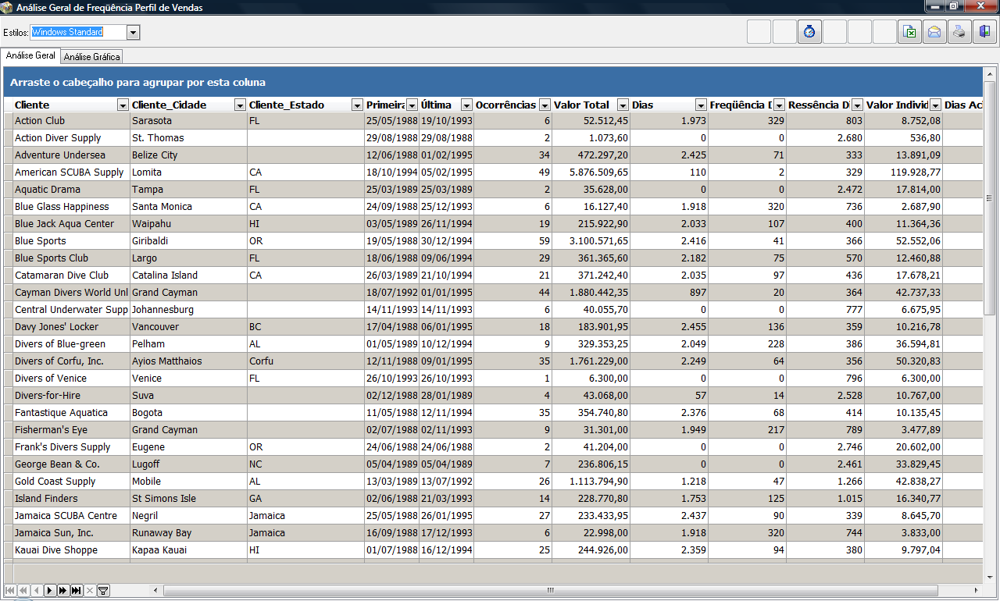 Análise Geral de Freqüência Perfil de Vendas
Estilos: Windows Standard
Análise Geral Análise Gráfica
Arraste o cabeçalho para agrupar por esta coluna
Cliente Cliente_Cidade Cliente_Estado Primeira Última Ocorrências Valor Total Dias Freqüência D Ressência D Valor Individ Dias Ac
Action Club Sarasota FL 25/05/1988 19/10/1993 6 52.512,45 1.973 329 803 8.752,08
Action Diver Supply St. Thomas 29/08/1988 29/08/1988 2 1.073,60 0 0 2.680 536,80
Adventure Undersea Belize City 12/06/1988 01/02/1995 34 472.297,20 2.425 71 333 13.891,09
American SCUBA Supply Lomita CA 18/10/1994 05/02/1995 49 5.876.509,65 110 2 329 119.928,77
Aquatic Drama Tampa FL 25/03/1989 25/03/1989 2 35.628,00 0 0 2.472 17.814,00
Blue Glass Happiness Santa Monica CA 24/09/1988 25/12/1993 6 16.127,40 1.918 320 736 2.687,90
Blue Jack Aqua Center Waipahu HI 03/05/1989 26/11/1994 19 215.922,90 2.033 107 400 11.364,36
Blue Sports Giribaldi OR 19/05/1988 30/12/1994 59 3.100.571,65 2.416 41 366 52.552,06
Blue Sports Club Largo FL 18/06/1988 09/06/1994 29 361.365,60 2.182 75 570 12.460,88
Catamaran Dive Club Catalina Island CA 26/03/1989 21/10/1994 21 371.242,40 2.035 97 436 17.678,21
Cayman Divers World Unl Grand Cayman 18/07/1992 01/01/1995 44 1.880.442,35 897 20 364 42.737,33
Central Underwater Supp Johannesburg 14/11/1993 14/11/1993 6 40.055,70 0 0 777 6.675,95
Davy Jones' Locker Vancouver BC 17/04/1988 06/01/1995 18 183.901,95 2.455 136 359 10.216,78
Divers of Blue-green Pelham AL 01/05/1989 10/12/1994 9 329.353,25 2.049 228 386 36.594,81
Divers of Corfu, Inc. Ayios Matthaios Corfu 12/11/1988 09/01/1995 35 1.761.229,00 2.249 64 356 50.320,83
Divers of Venice Venice FL 26/10/1993 26/10/1993 1 6.300,00 0 0 796 6.300,00
Divers-for-Hire Suva 02/12/1988 28/01/1989 4 43.068,00 57 14 2.528 10.767,00
Fantastique Aquatica Bogota 11/05/1988 12/11/1994 35 354.740,80 2.376 68 414 10.135,45
Fisherman's Eye Grand Cayman 02/07/1988 02/11/1993 9 31.301,00 1.949 217 789 3.477,89
Frank's Divers Supply Eugene OR 24/06/1988 24/06/1988 2 41.204,00 0 0 2.746 20.602,00
George Bean & Co. Lugoff NC 05/04/1989 05/04/1989 7 236.806,15 0 0 2.461 33.829,45
Gold Coast Supply Mobile AL 13/03/1989 13/07/1992 26 1.113.794,90 1.218 47 1.266 42.838,27
Island Finders St Simons Isle GA 02/06/1988 21/03/1993 14 228.770,80 1.753 125 1.015 16.340,77
Jamaica SCUBA Centre Negril Jamaica 25/05/1988 26/01/1995 27 233.433,95 2.437 90 339 8.645,70
Jamaica Sun, Inc. Runaway Bay Jamaica 16/09/1988 17/12/1993 6 22.998,00 1.918 320 744 3.833,00
Kauai Dive Shoppe Kapaa Kauai HI 01/07/1988 16/12/1994 25 244.926,00 2.359 94 380 9.797,04